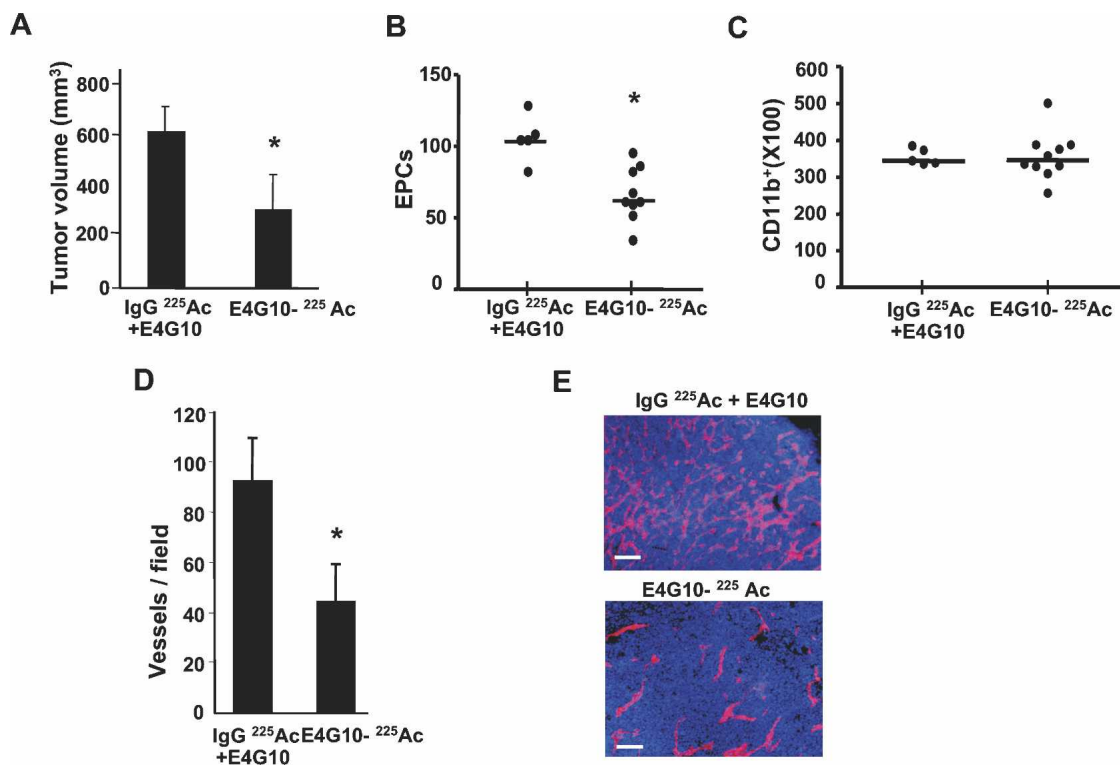 A
Tumor volume (mm³)
800
600
400
200
0
*
IgG ²²⁵Ac
+E4G10
E4G10- ²²⁵Ac
B
EPCs
150
100
50
0
*
IgG ²²⁵Ac
+E4G10
E4G10- ²²⁵Ac
C
CD11b⁺(X100)
600
500
400
300
200
100
0
IgG ²²⁵Ac
+E4G10
E4G10- ²²⁵Ac
D
Vessels / field
120
100
80
60
40
20
0
*
IgG ²²⁵Ac
+E4G10
E4G10- ²²⁵Ac
E
IgG ²²⁵Ac + E4G10
E4G10- ²²⁵ Ac